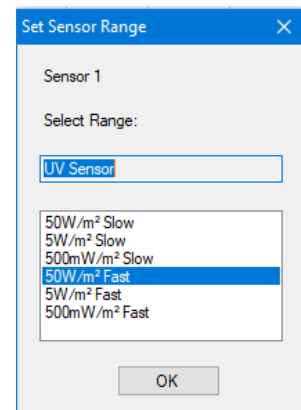 Set Sensor Range
Sensor 1
Select Range:
UV Sensor
50W/m² Slow
5W/m² Slow
500mW/m² Slow
50W/m² Fast
5W/m² Fast
500mW/m² Fast
OK